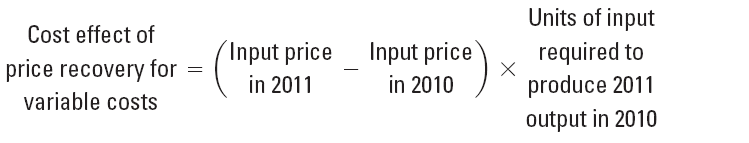 Cost effect of
price recovery for
variable costs
=
(Input price
in 2011
−
Input price
in 2010)
×
Units of input
required to
produce 2011
output in 2010